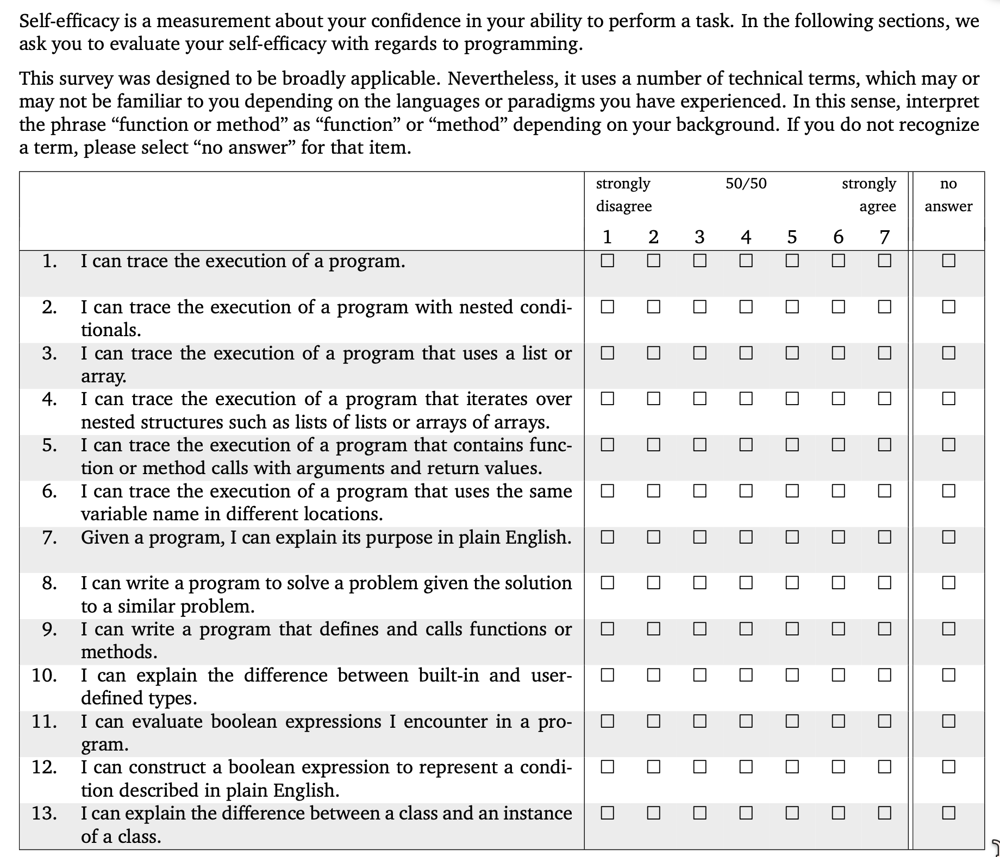 Self-efficacy is a measurement about your confidence in your ability to perform a task. In the following sections, we
ask you to evaluate your self-efficacy with regards to programming.
This survey was designed to be broadly applicable. Nevertheless, it uses a number of technical terms, which may or
may not be familiar to you depending on the languages or paradigms you have experienced. In this sense, interpret
the phrase “function or method” as “function” or “method” depending on your background. If you do not recognize
a term, please select “no answer” for that item.
strongly 50/50 strongly no
disagree agree answer
1 2 3 4 5 6 7
1. I can trace the execution of a program.
2. I can trace the execution of a program with nested condi-
tionals.
3. I can trace the execution of a program that uses a list or
array.
4. I can trace the execution of a program that iterates over
nested structures such as lists of lists or arrays of arrays.
5. I can trace the execution of a program that contains func-
tion or method calls with arguments and return values.
6. I can trace the execution of a program that uses the same
variable name in different locations.
7. Given a program, I can explain its purpose in plain English.
8. I can write a program to solve a problem given the solution
to a similar problem.
9. I can write a program that defines and calls functions or
methods.
10. I can explain the difference between built-in and user-
defined types.
11. I can evaluate boolean expressions I encounter in a pro-
gram.
12. I can construct a boolean expression to represent a condi-
tion described in plain English.
13. I can explain the difference between a class and an instance
of a class.